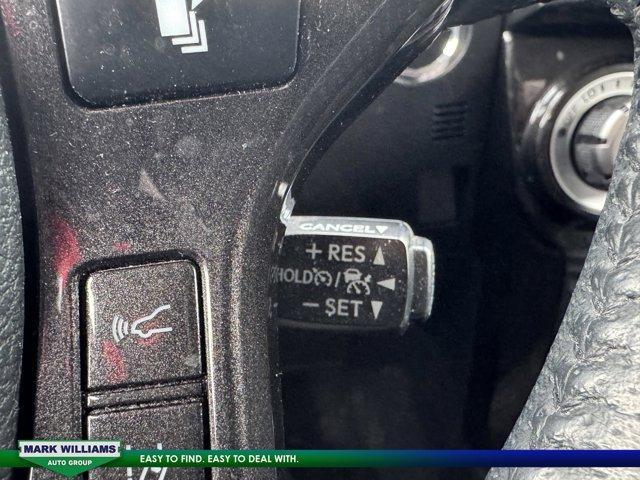 CANCEL▼
+ RES ▲
HOLD / ◄
− SET ▼
MARK WILLIAMS
AUTO GROUP
EASY TO FIND. EASY TO DEAL WITH.